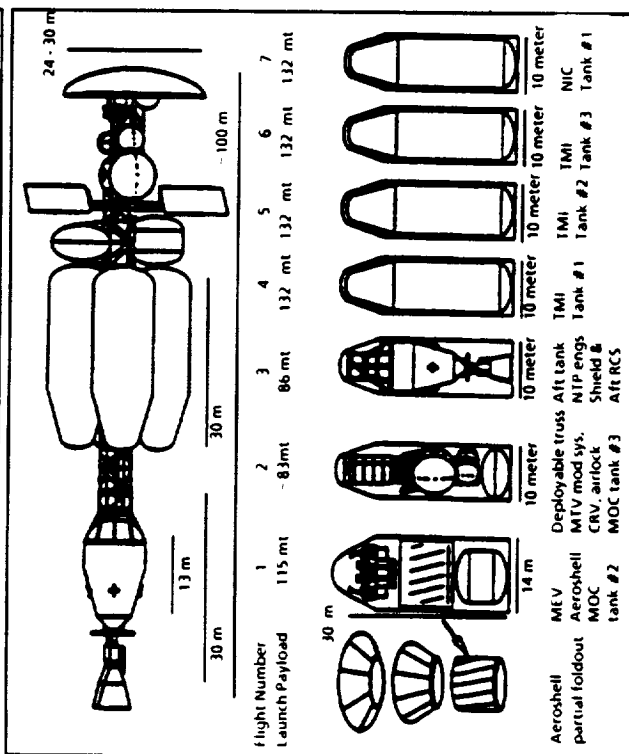 24 - 30 m
~100 m
30 m
13 m
30 m
Flight Number 1 2 3 4 5 6 7
Launch Payload 115 mt ~ 83mt 86 mt 132 mt 132 mt 132 mt 132 mt
30 m
14 m
10 meter
10 meter
10 meter
10 meter
10 meter
10 meter
Aeroshell
partial foldout
MEV
Aeroshell
MOC
tank #2
Deployable truss
MTV mod sys,
CRV, airlock
MOC tank #3
Aft tank
NTP engs
Shield &
Aft RCS
TMI
Tank #1
TMI
Tank #2
TMI
Tank #3
NIC
Tank #1